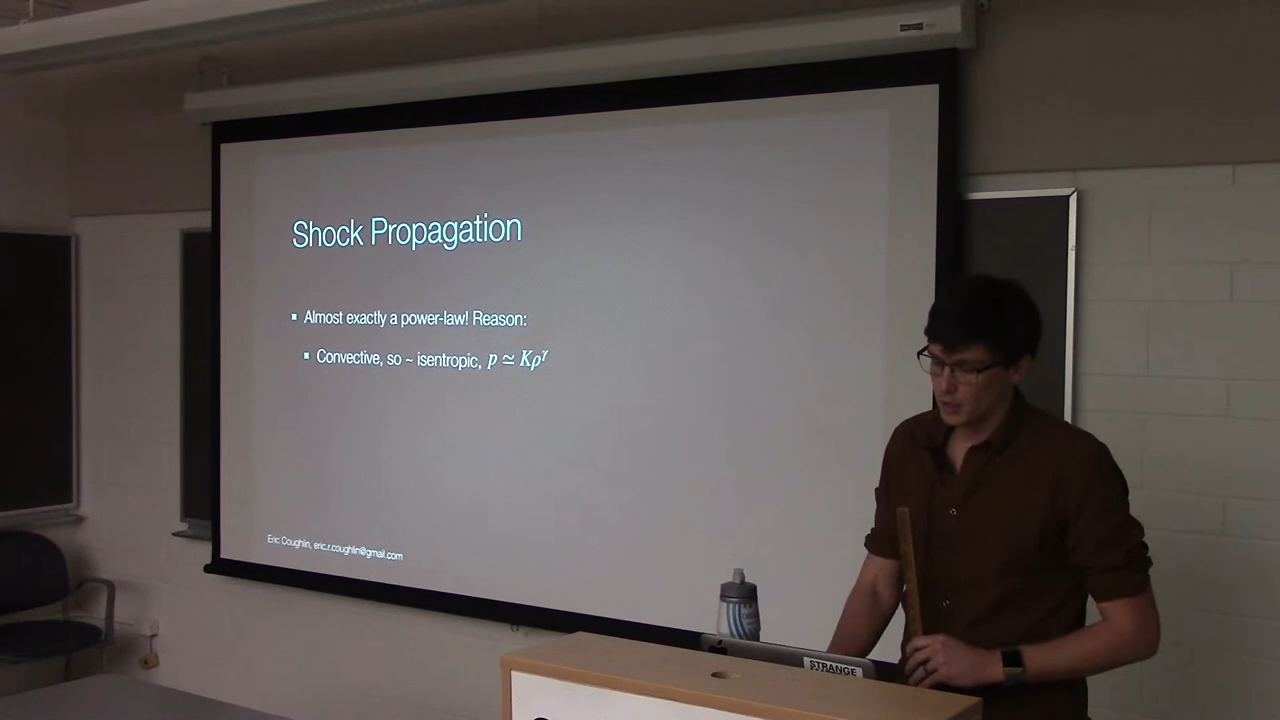 Shock Propagation
▪ Almost exactly a power-law! Reason:
▪ Convective, so ~ isentropic, p ≃ Kρ^γ
Eric Coughlin, eric.r.coughlin@gmail.com
STRANGE